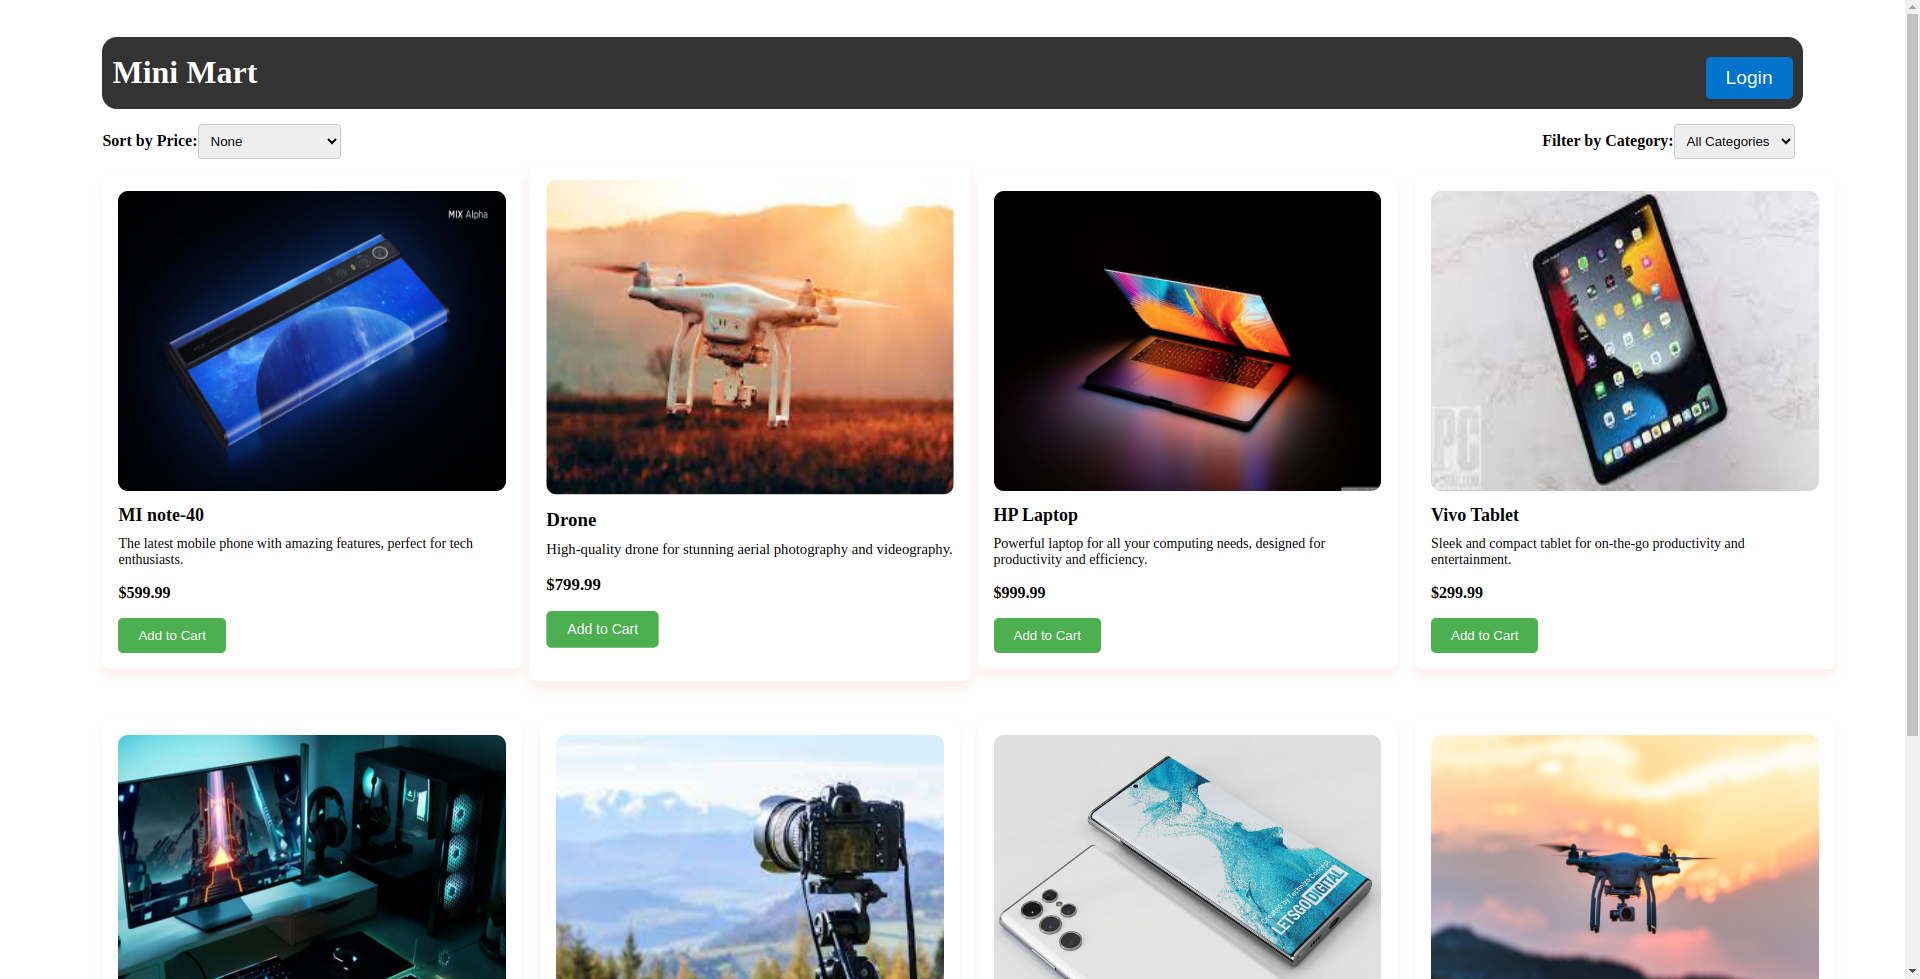 Mini Mart
Login
Sort by Price:
None
Filter by Category:
All Categories
MIX Alpha
PC
MI note-40
The latest mobile phone with amazing features, perfect for tech
enthusiasts.
$599.99
Add to Cart
Drone
High-quality drone for stunning aerial photography and videography.
$799.99
Add to Cart
HP Laptop
Powerful laptop for all your computing needs, designed for
productivity and efficiency.
$999.99
Add to Cart
Vivo Tablet
Sleek and compact tablet for on-the-go productivity and
entertainment.
$299.99
Add to Cart
LETSGODIGITAL